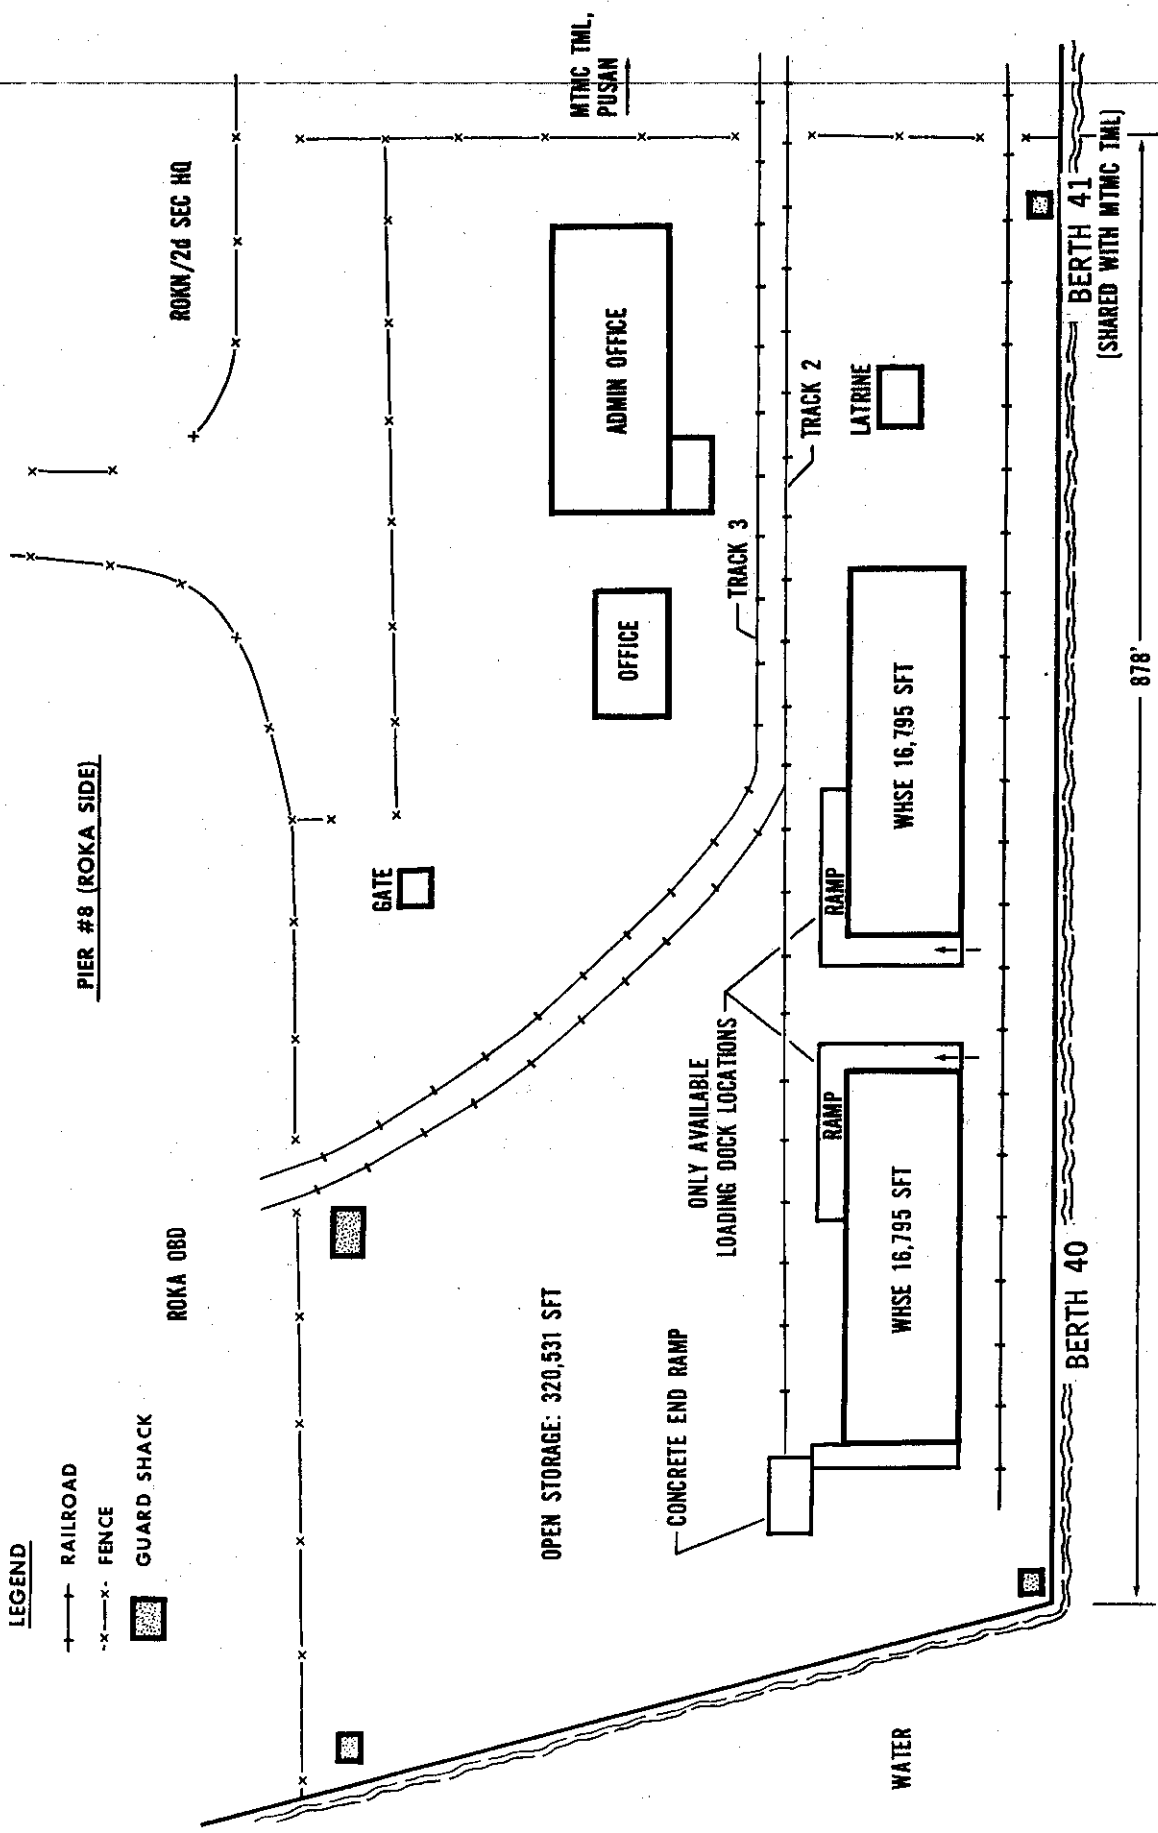 LEGEND
RAILROAD
FENCE
GUARD SHACK
PIER #8 (ROKA SIDE)
ROKA OBD
ROKN/2d SEC HQ
GATE
MTMC TML,
PUSAN
OPEN STORAGE: 320,531 SFT
OFFICE
ADMIN OFFICE
CONCRETE END RAMP
ONLY AVAILABLE
LOADING DOCK LOCATIONS
TRACK 3
TRACK 2
RAMP
RAMP
LATRINE
WATER
WHSE 16,795 SFT
WHSE 16,795 SFT
BERTH 40
BERTH 41
(SHARED WITH MTMC TML)
878'